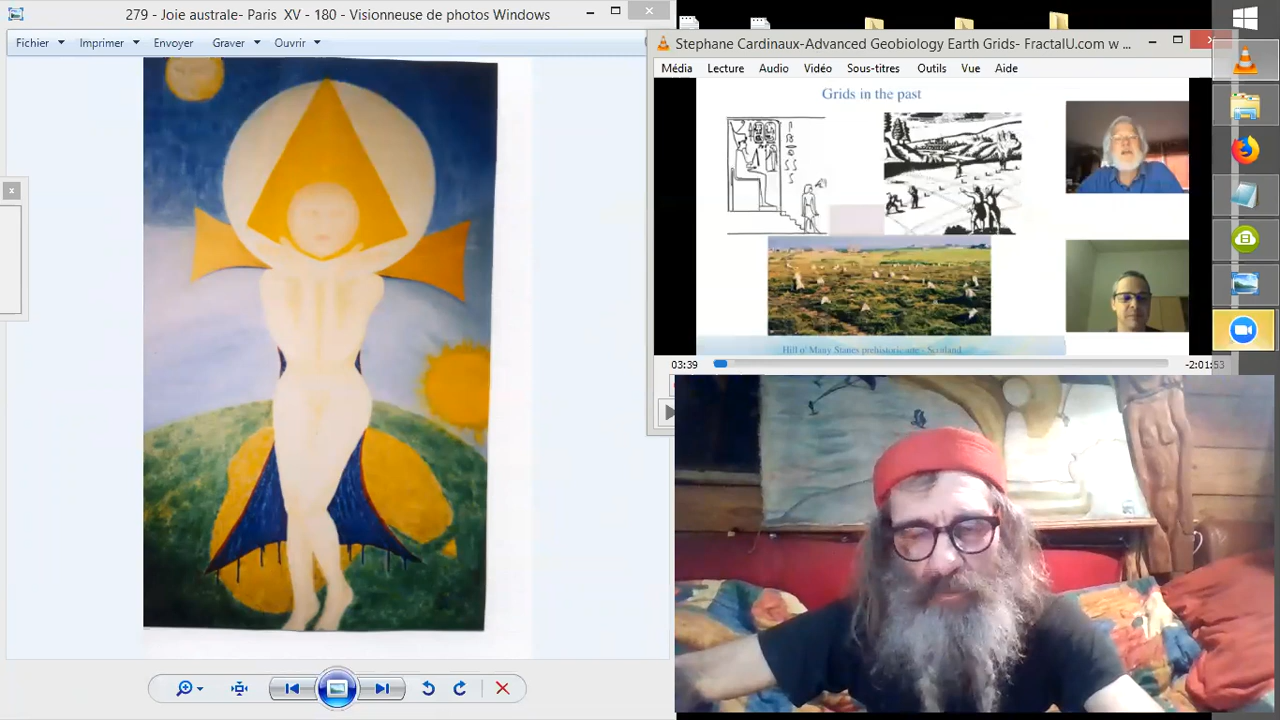 279 - Joie australe- Paris XV - 180 - Visionneuse de photos Windows
Fichier Imprimer Envoyer Graver Ouvrir
x
Stephane Cardinaux-Advanced Geobiology Earth Grids- FractalU.com w ...
Média Lecture Audio Vidéo Sous-titres Outils Vue Aide
Grids in the past
Hill o' Many Stanes prehistoric site - Scotland
03:39 -2:01:53